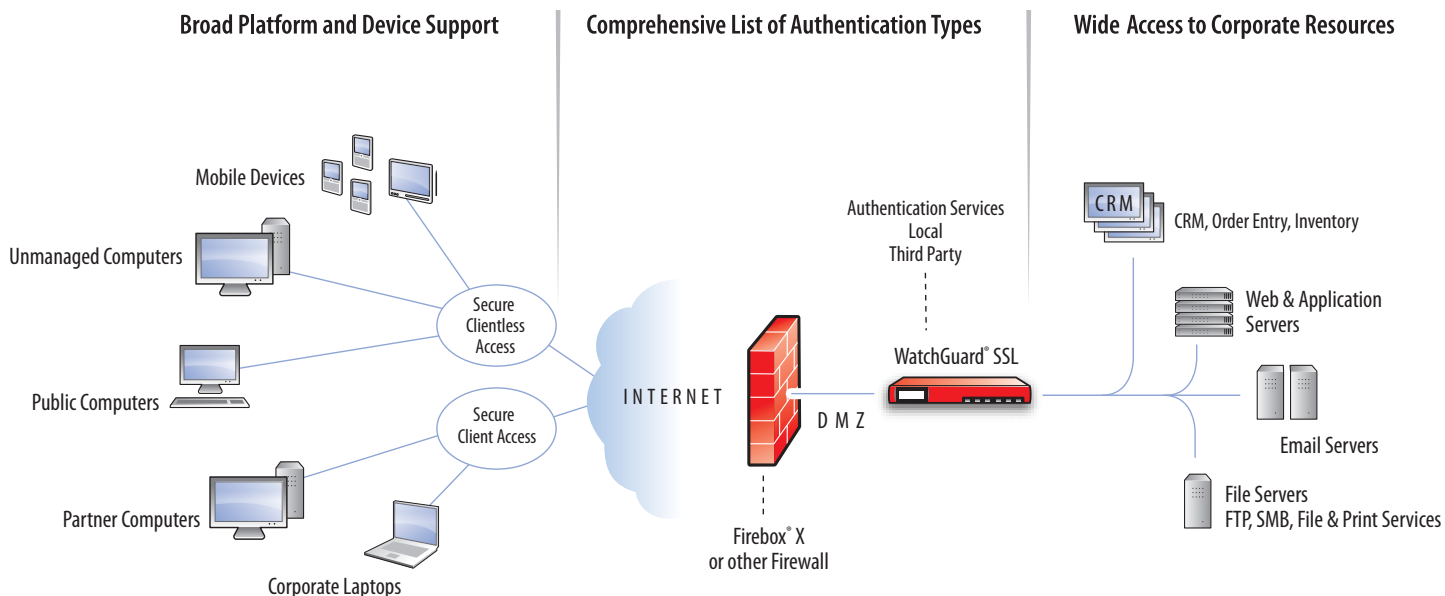 Broad Platform and Device Support
Comprehensive List of Authentication Types
Wide Access to Corporate Resources
Mobile Devices
Unmanaged Computers
Public Computers
Partner Computers
Corporate Laptops
Secure
Clientless
Access
Secure
Client Access
INTERNET
Firebox® X
or other Firewall
DMZ
Authentication Services
Local
Third Party
WatchGuard® SSL
CRM
CRM, Order Entry, Inventory
Web & Application
Servers
Email Servers
File Servers
FTP, SMB, File & Print Services